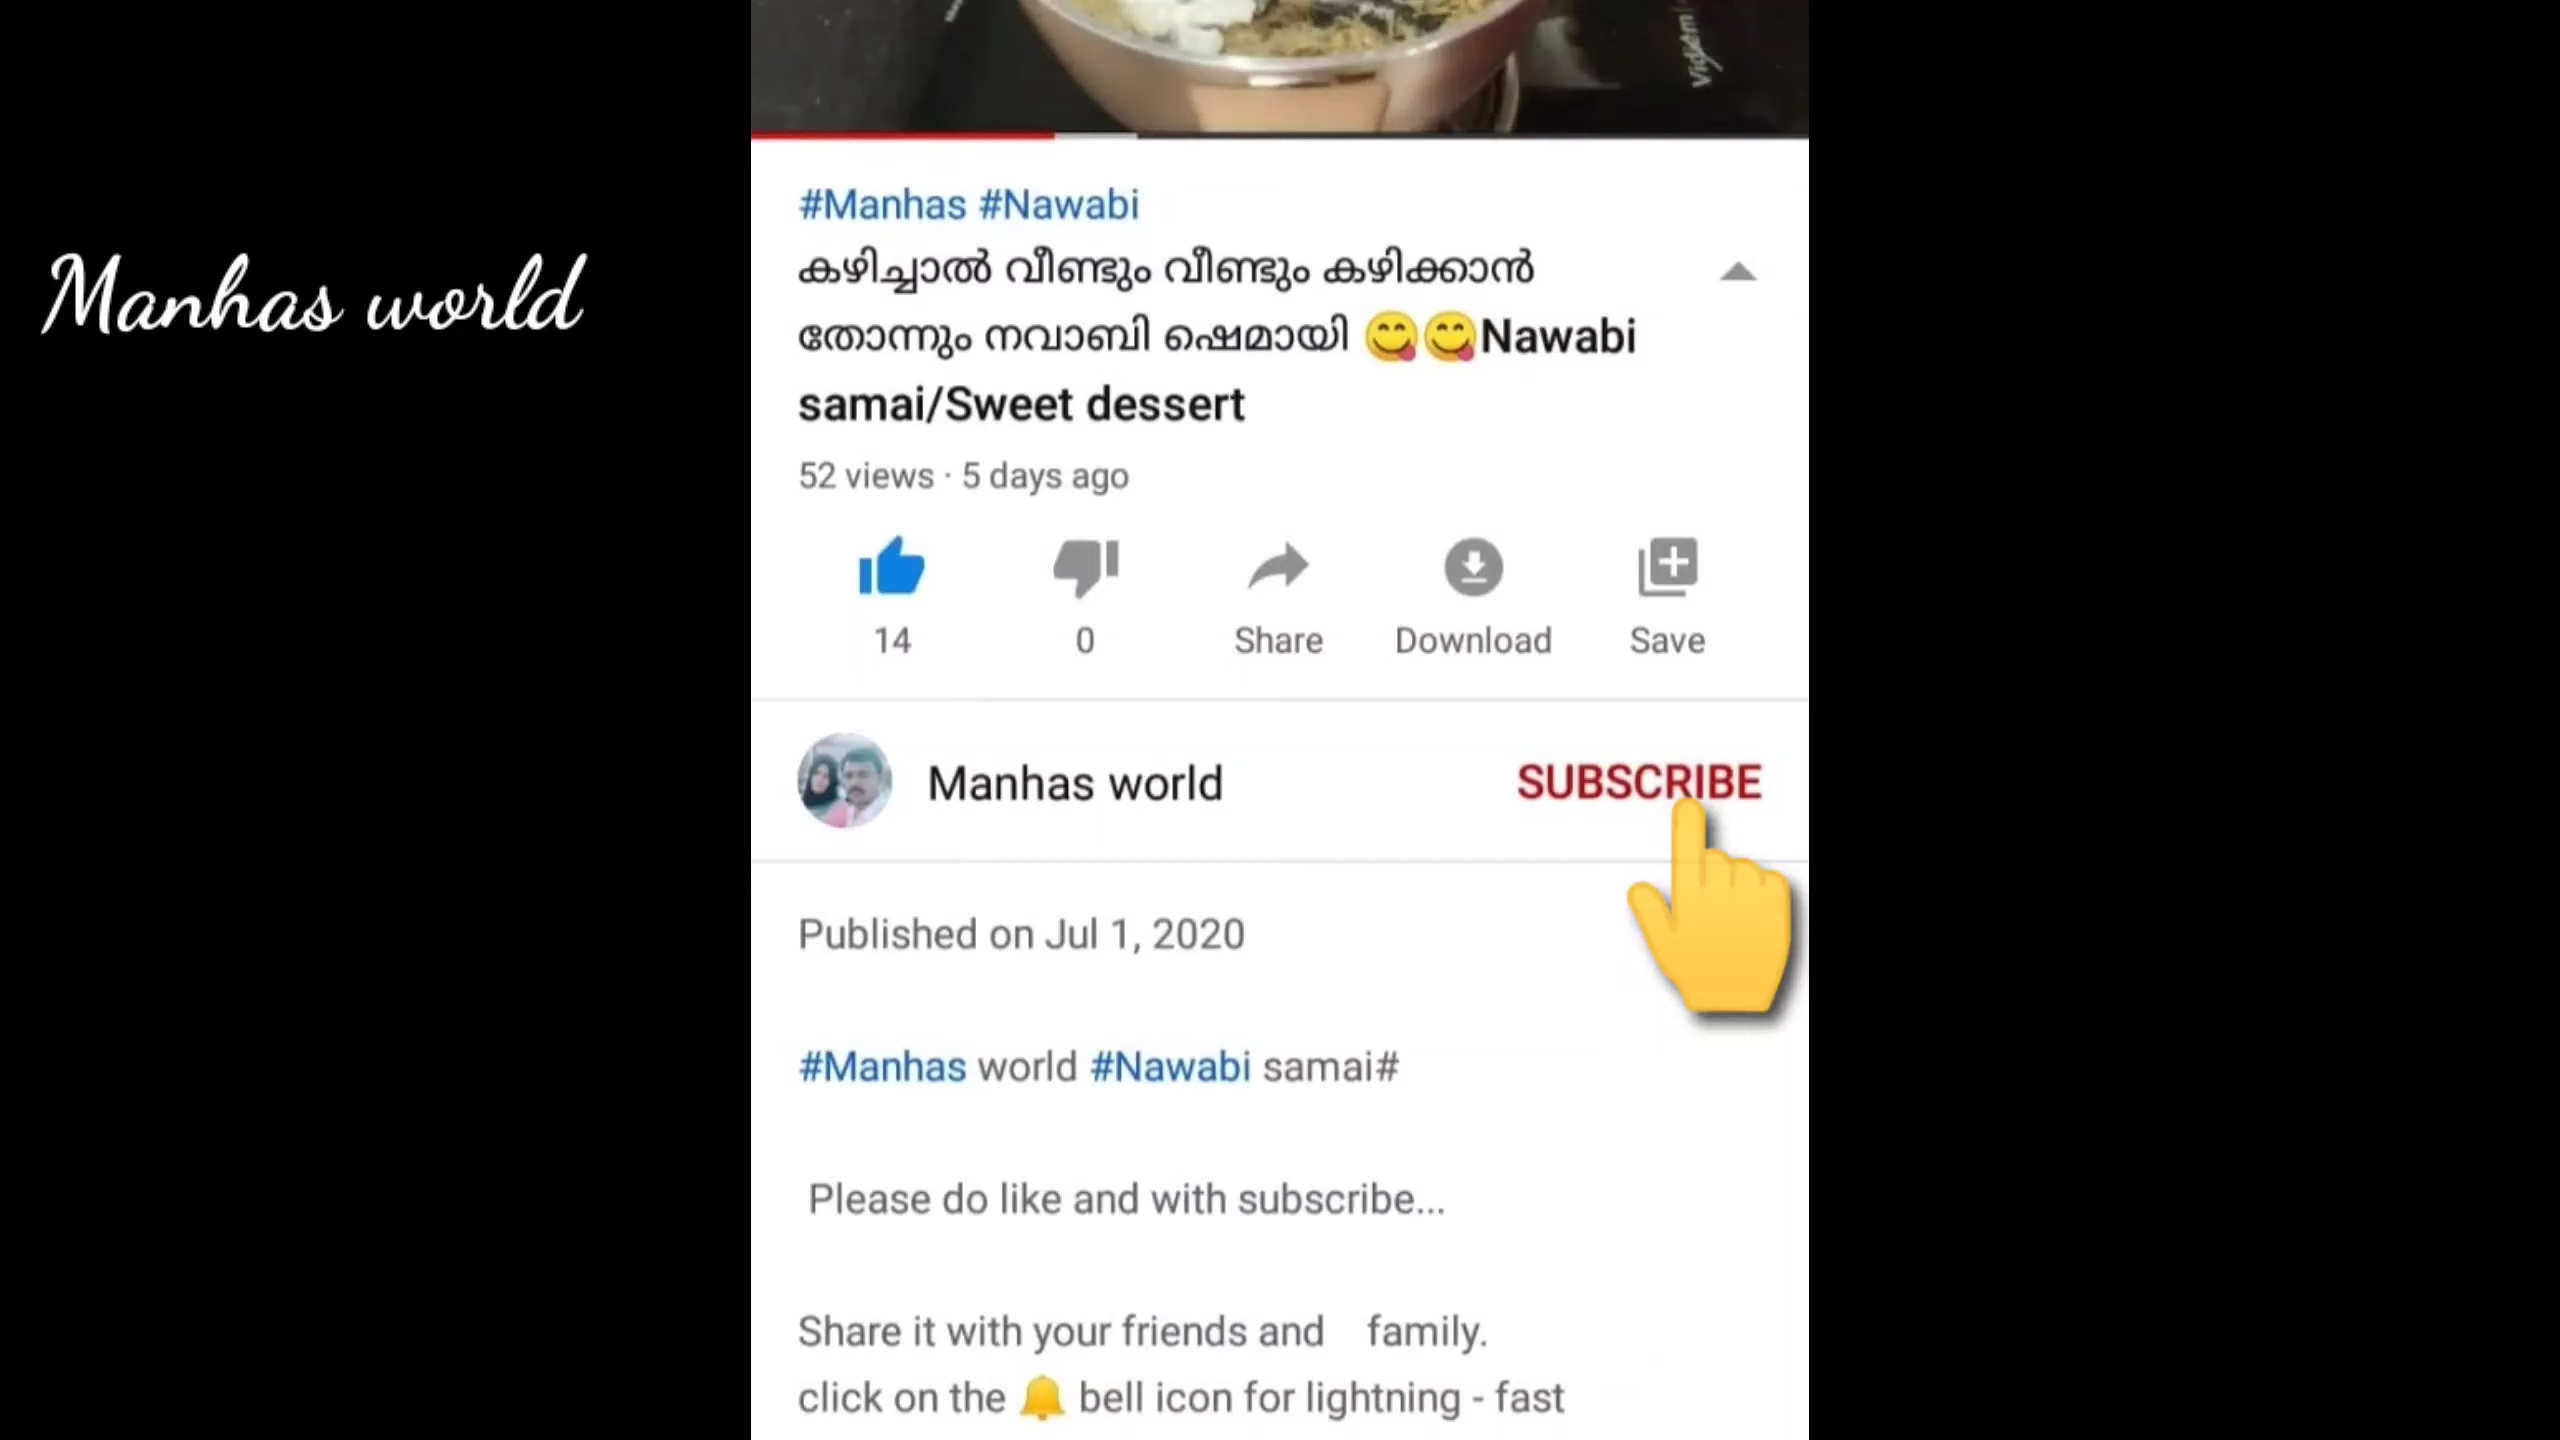 Manhas world
#Manhas #Nawabi
കഴിച്ചാൽ വീണ്ടും വീണ്ടും കഴിക്കാൻ
തോന്നും നവാബി ഷെമായി 😋😋Nawabi
samai/Sweet dessert
52 views · 5 days ago
14
0
Share
Download
Save
Manhas world
SUBSCRIBE
Published on Jul 1, 2020
#Manhas world #Nawabi samai#
Please do like and with subscribe...
Share it with your friends and family.
click on the 🔔 bell icon for lightning - fast